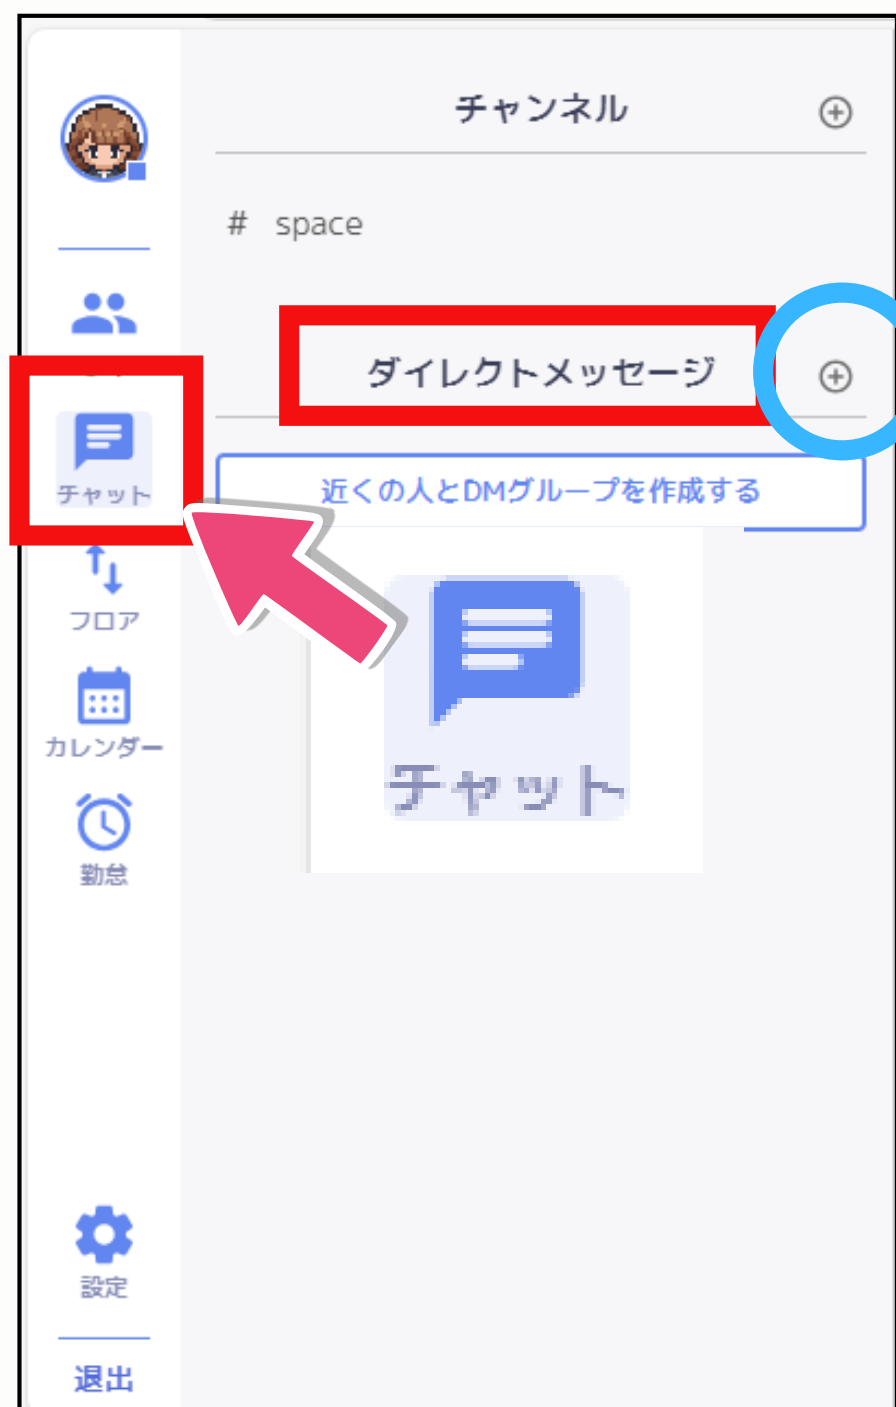 チャンネル
# space
ダイレクトメッセージ
近くの人とDMグループを作成する
チャット
チャット
フロア
カレンダー
勤怠
設定
退出